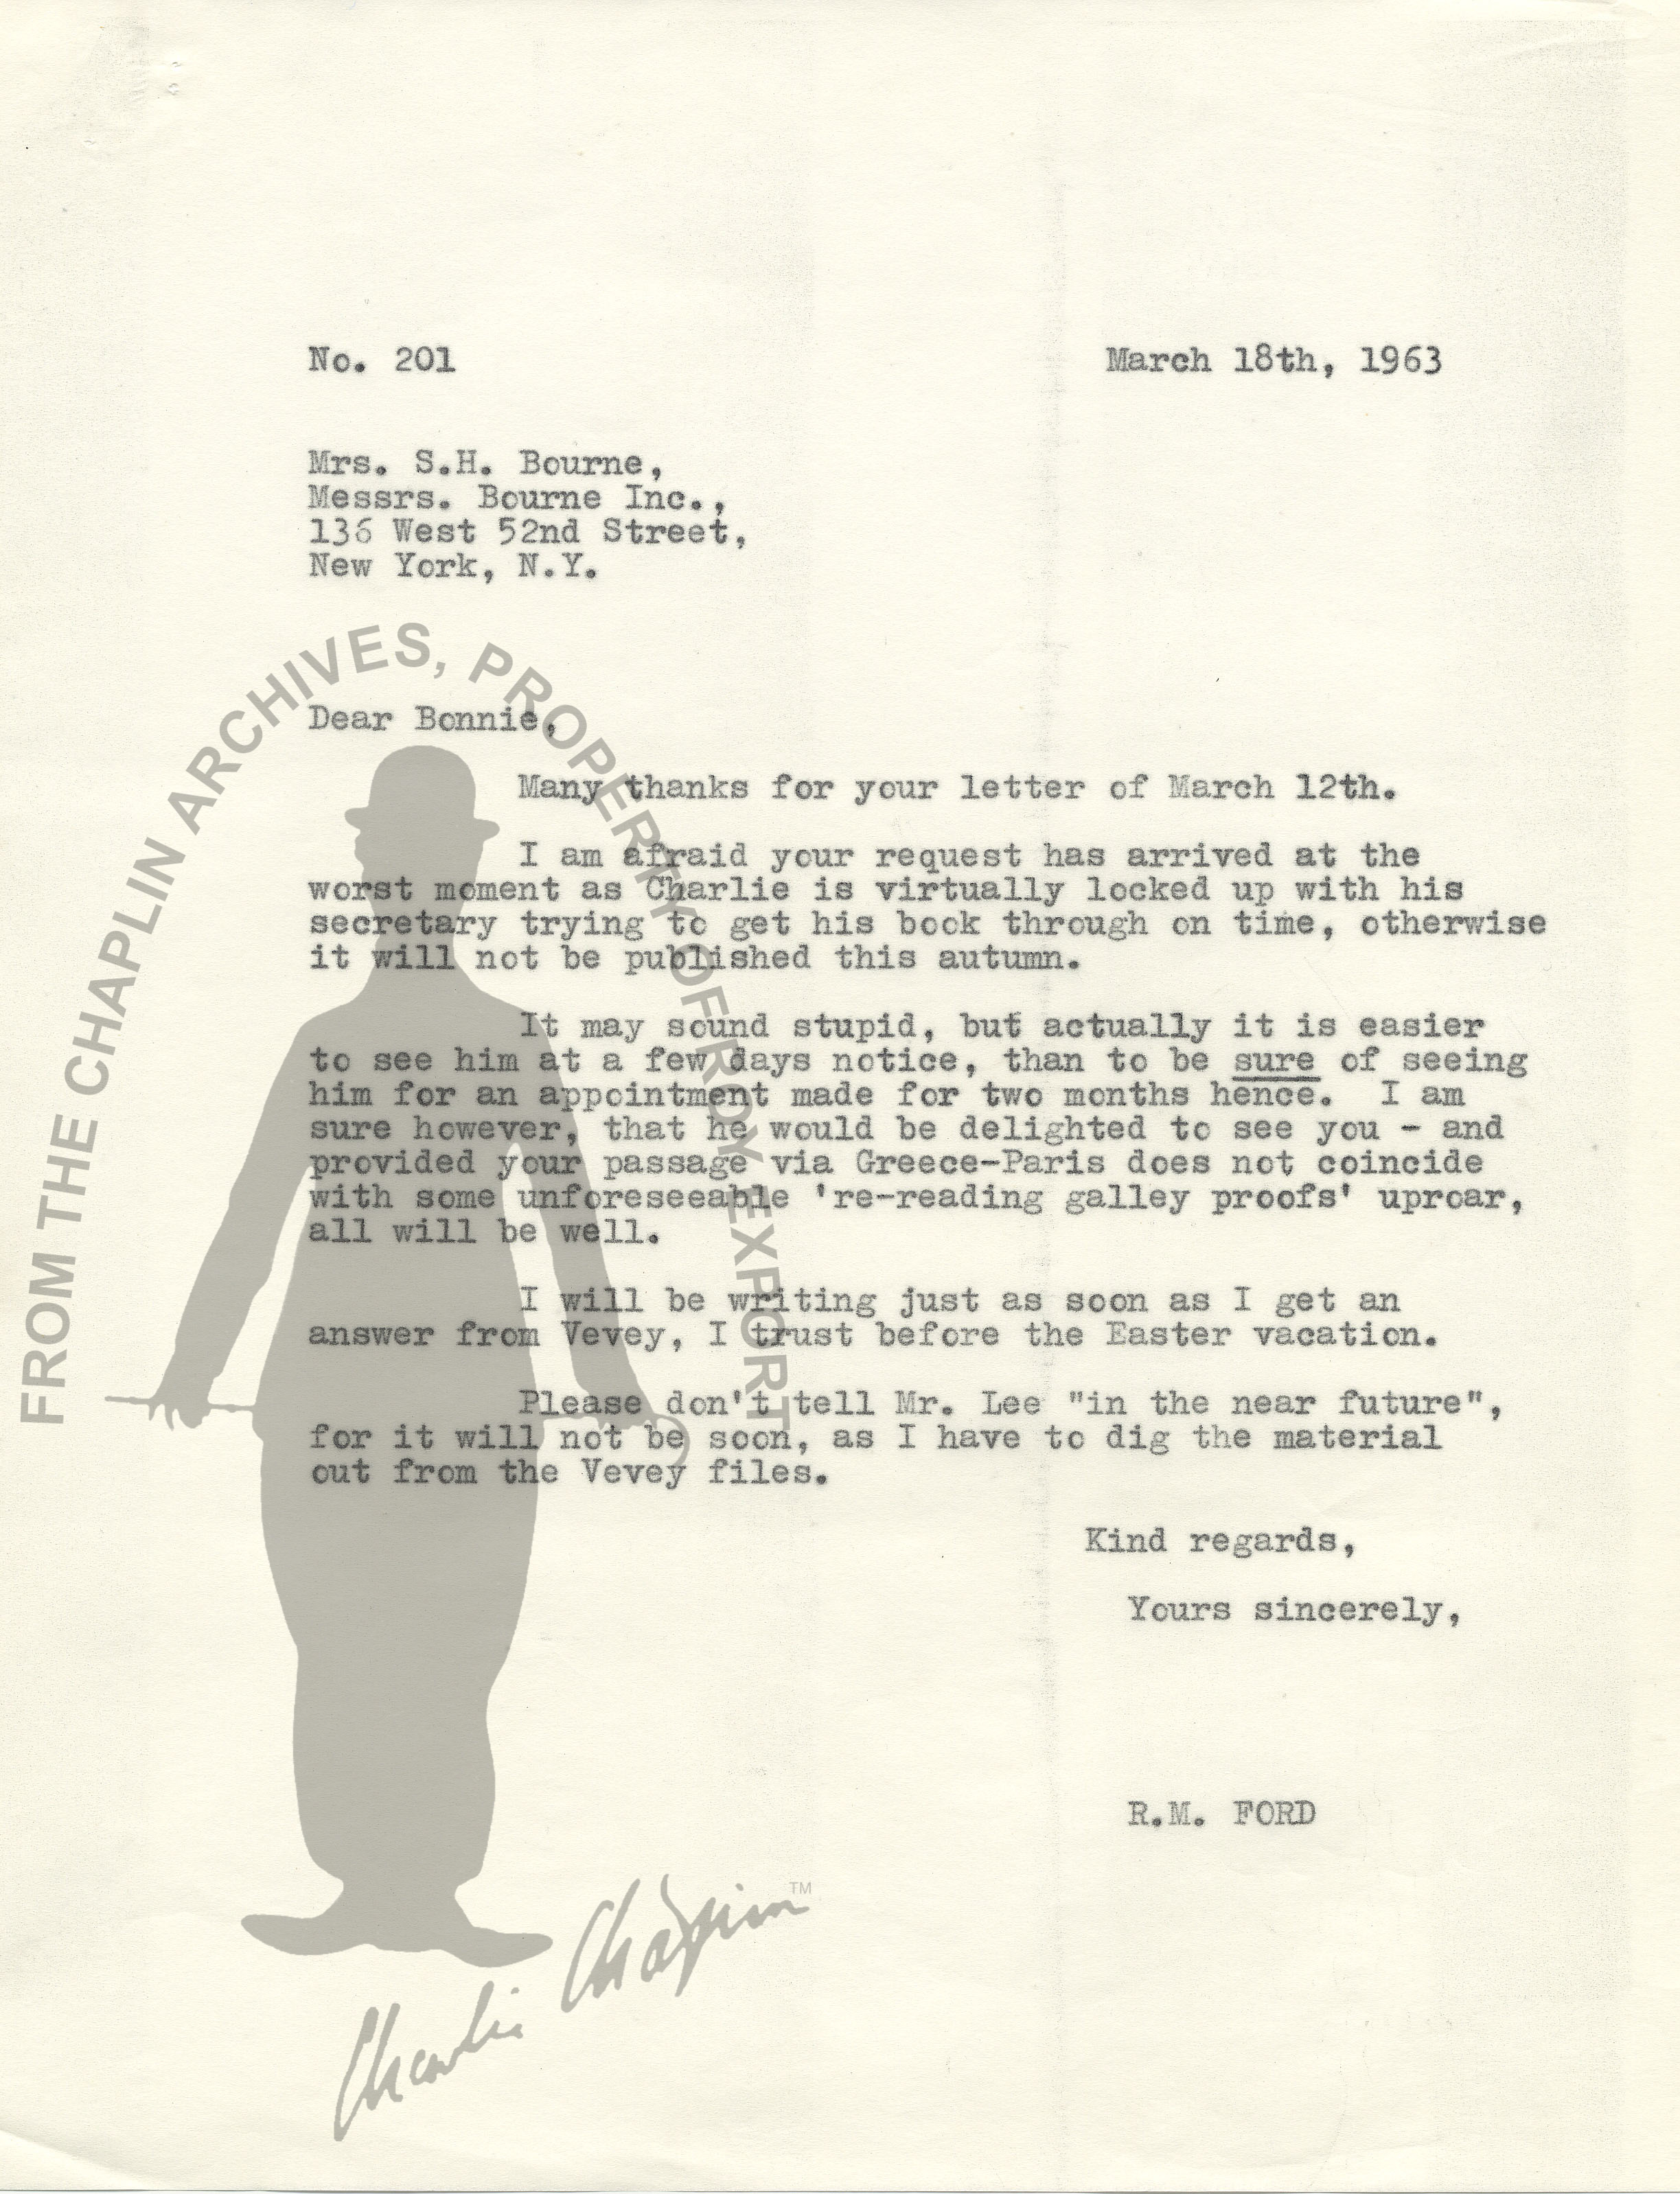 No. 201
March 18th, 1963
Mrs. S.H. Bourne,
Messrs. Bourne Inc.,
136 West 52nd Street,
New York, N.Y.
FROM THE CHAPLIN ARCHIVES, PROPERTY OF ROY EXPORT
Dear Bonnie,
Many thanks for your letter of March 12th.
I am afraid your request has arrived at the
worst moment as Charlie is virtually locked up with his
secretary trying to get his book through on time, otherwise
it will not be published this autumn.
It may sound stupid, but actually it is easier
to see him at a few days notice, than to be sure of seeing
him for an appointment made for two months hence. I am
sure however, that he would be delighted to see you - and
provided your passage via Greece-Paris does not coincide
with some unforeseeable 're-reading galley proofs' uproar,
all will be well.
I will be writing just as soon as I get an
answer from Vevey, I trust before the Easter vacation.
Please don't tell Mr. Lee "in the near future",
for it will not be soon, as I have to dig the material
out from the Vevey files.
Kind regards,
Yours sincerely,
R.M. FORD
Charlie Chaplin TM